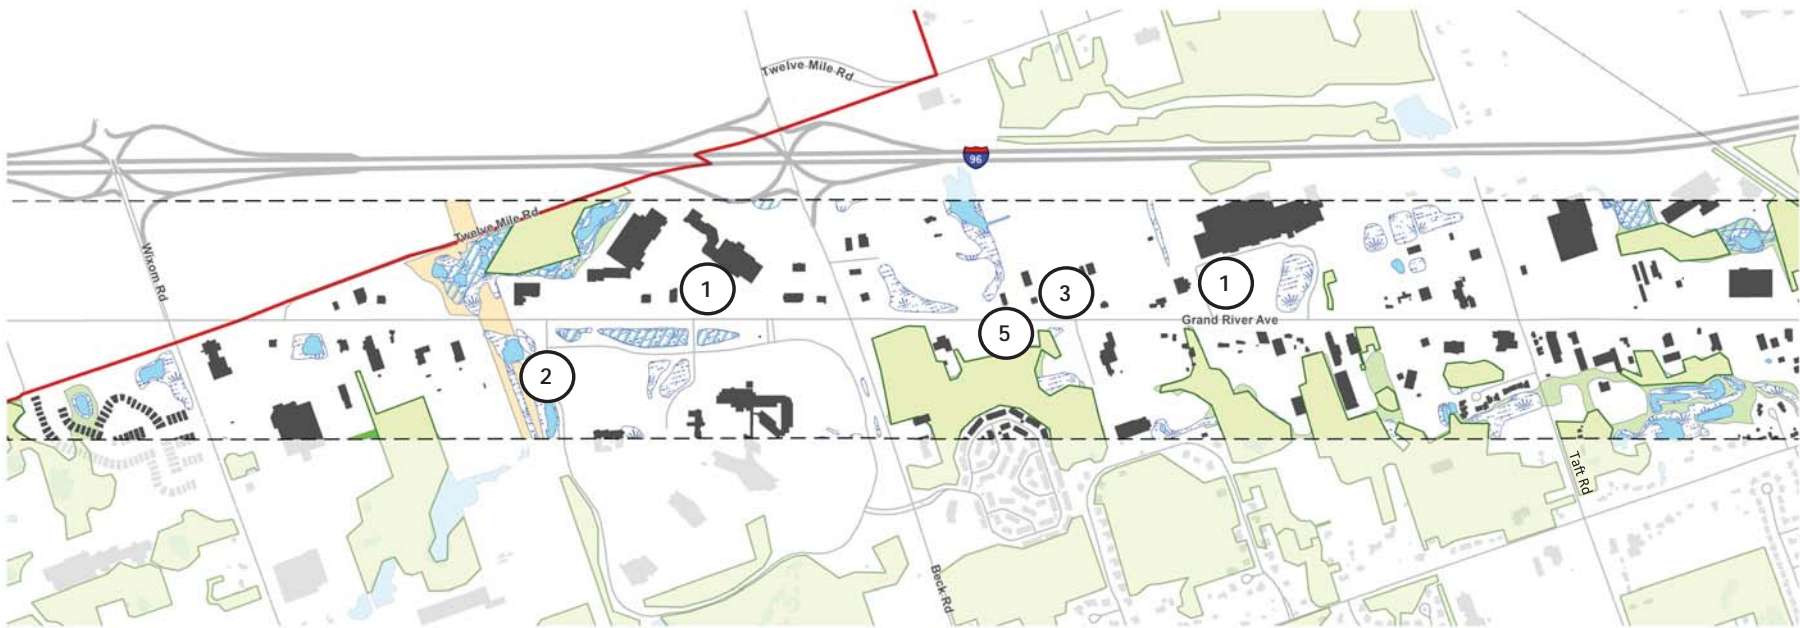 Twelve Mile Rd
96
Twelve Mile Rd
Wixom Rd
1
3
1
5
Grand River Ave
2
Taft Rd
Beck Rd